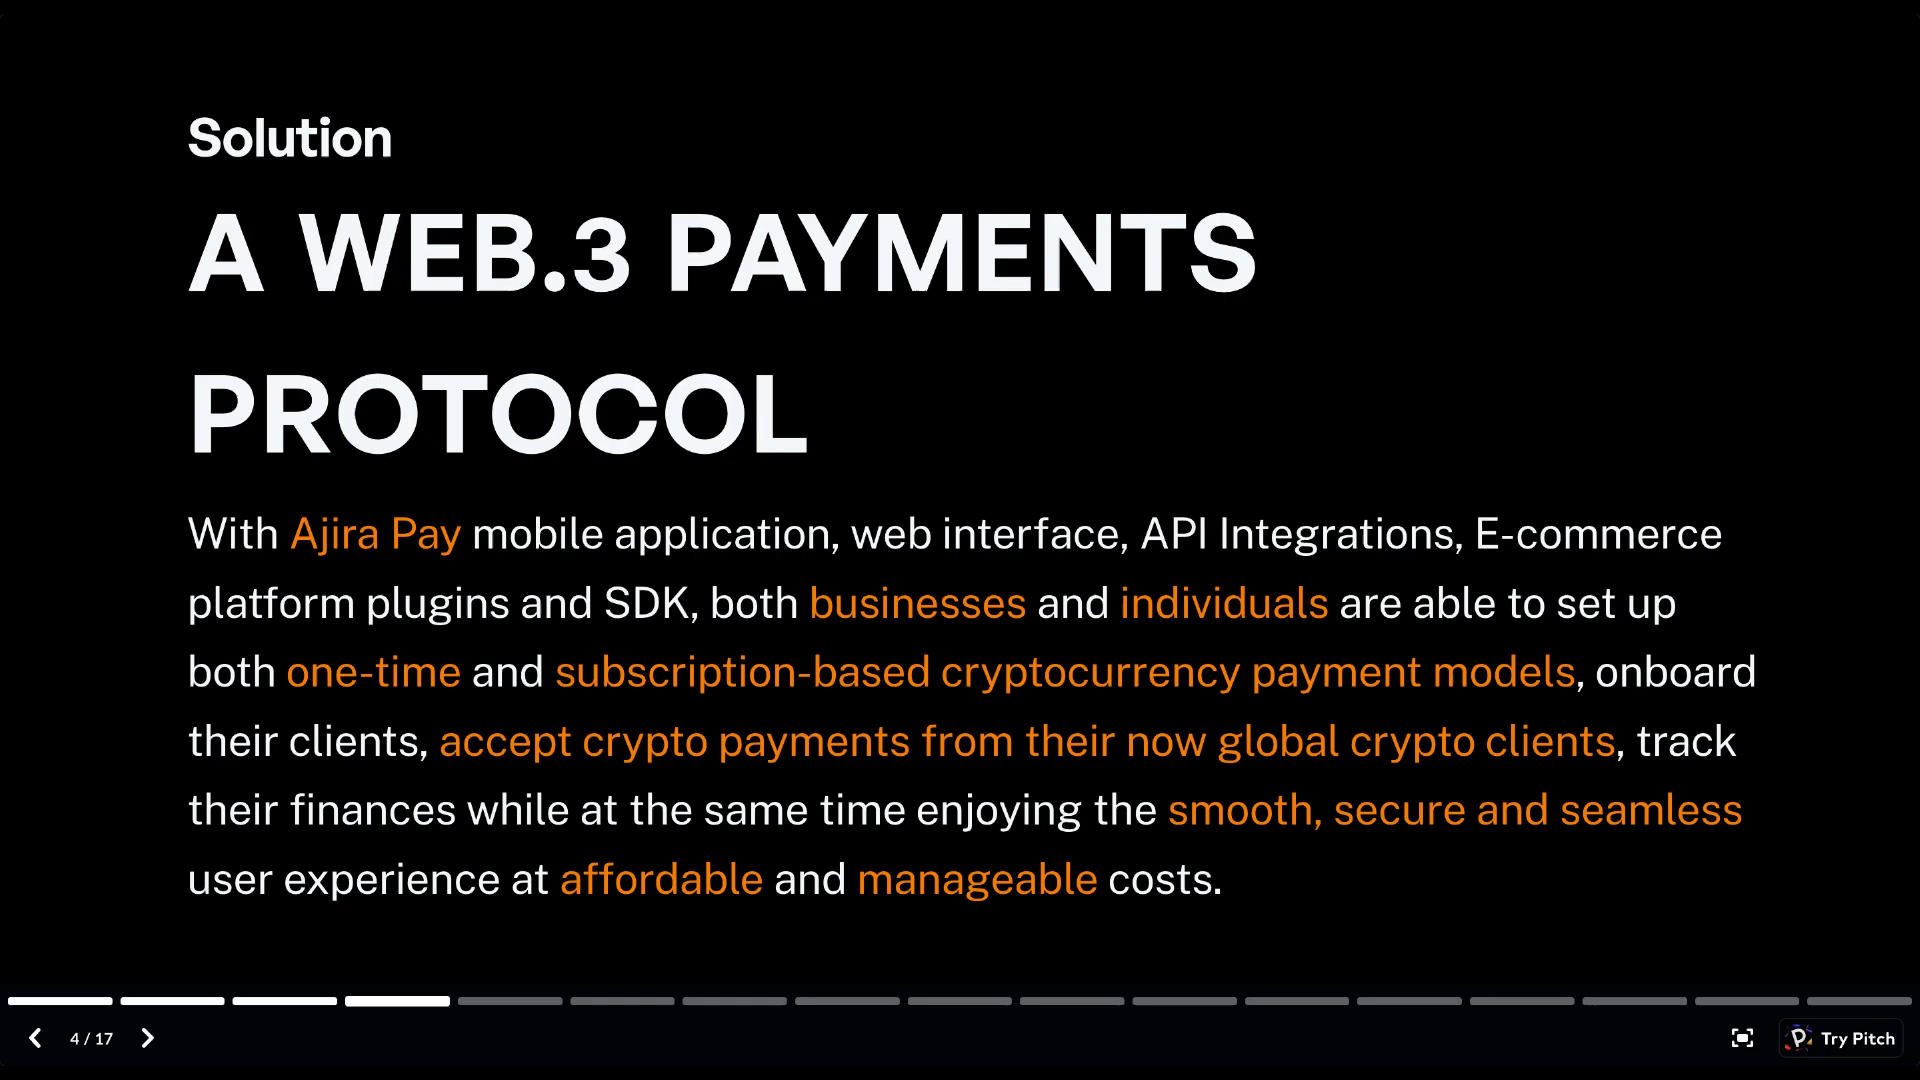 Solution
A WEB.3 PAYMENTS
PROTOCOL
With Ajira Pay mobile application, web interface, API Integrations, E-commerce
platform plugins and SDK, both businesses and individuals are able to set up
both one-time and subscription-based cryptocurrency payment models, onboard
their clients, accept crypto payments from their now global crypto clients, track
their finances while at the same time enjoying the smooth, secure and seamless
user experience at affordable and manageable costs.
4 / 17
Try Pitch